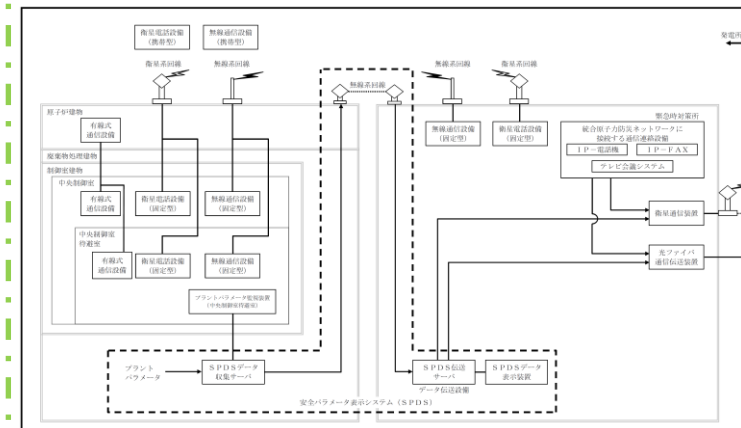 衛星電話設備
(携帯型)
無線通信設備
(携帯型)
発電所
衛星系回線
無線系回線
無線系回線
無線系回線
衛星系回線
原子炉建物
有線式
通信設備
廃棄物処理建物
制御室建物
中央制御室
有線式
通信設備
衛星電話設備
(固定型)
無線通信設備
(固定型)
中央制御室
待避室
有線式
通信設備
衛星電話設備
(固定型)
無線通信設備
(固定型)
プラントパラメータ監視装置
(中央制御室待避室)
プラント
パラメータ
SPDSデータ
収集サーバ
無線通信設備
(固定型)
衛星電話設備
(固定型)
緊急時対策所
統合原子力防災ネットワークに
接続する通信連絡設備
IP-電話機
IP-FAX
テレビ会議システム
衛星通信装置
光ファイバ
通信伝送装置
SPDS伝送
サーバ
SPDSデータ
表示装置
データ伝送設備
安全パラメータ表示システム(SPDS)